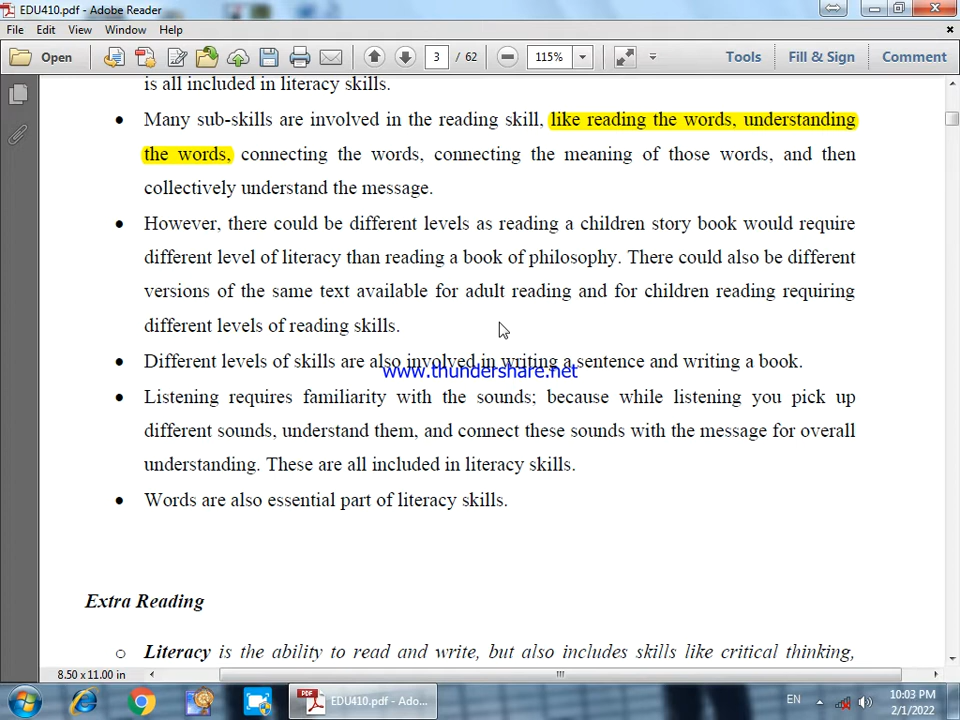 EDU410.pdf - Adobe Reader
File Edit View Window Help
Open 3 / 62 115% Tools Fill & Sign Comment
is all included in literacy skills.
• Many sub-skills are involved in the reading skill, like reading the words, understanding
the words, connecting the words, connecting the meaning of those words, and then
collectively understand the message.
• However, there could be different levels as reading a children story book would require
different level of literacy than reading a book of philosophy. There could also be different
versions of the same text available for adult reading and for children reading requiring
different levels of reading skills.
• Different levels of skills are also involved in writing a sentence and writing a book.
www.thundershare.net
• Listening requires familiarity with the sounds; because while listening you pick up
different sounds, understand them, and connect these sounds with the message for overall
understanding. These are all included in literacy skills.
• Words are also essential part of literacy skills.
Extra Reading
o Literacy is the ability to read and write, but also includes skills like critical thinking,
8.50 x 11.00 in
EDU410.pdf - Ado...
EN
10:03 PM
2/1/2022